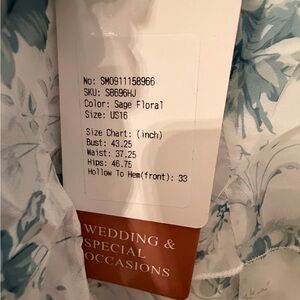 No: SM0911158966
SKU: S8696HJ
Color: Sage Floral
Size: US16
Size Chart: (inch)
Bust: 43.25
Waist: 37.25
Hips: 46.75
Hollow To Hem(front): 33
WEDDING &
SPECIAL
OCCASIONS